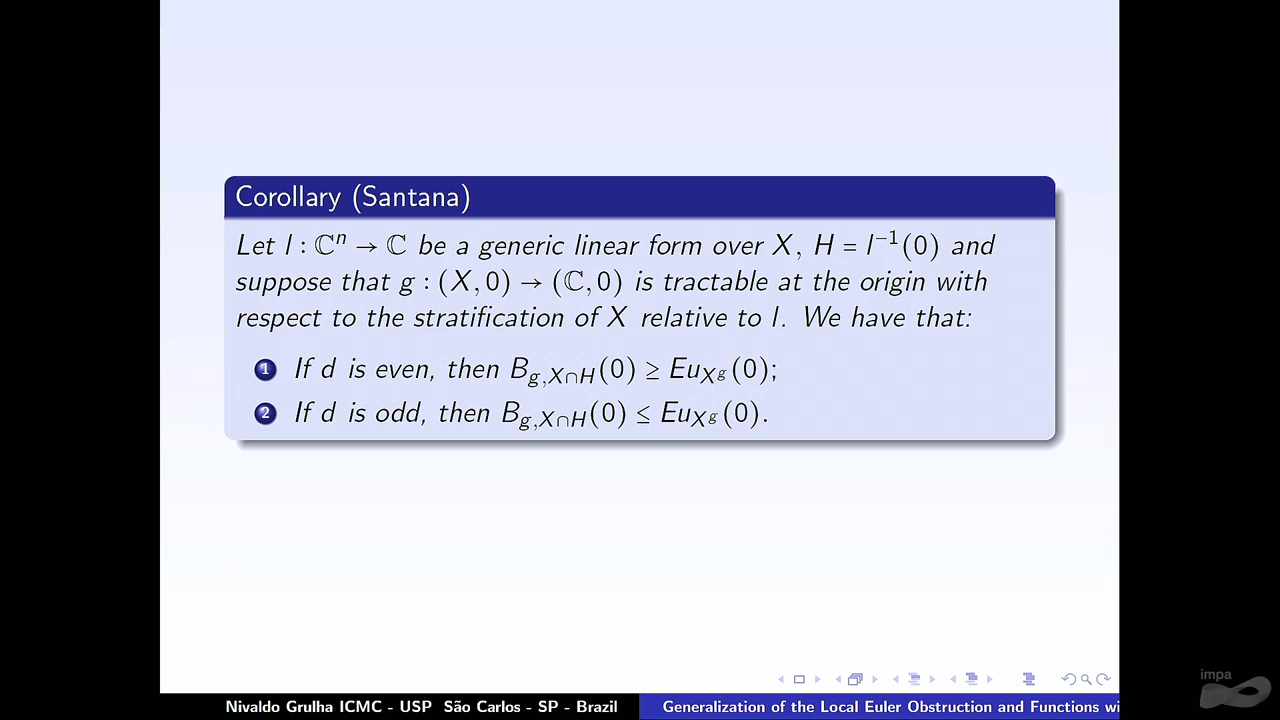 Corollary (Santana)
Let l : ℂⁿ → ℂ be a generic linear form over X, H = l⁻¹(0) and
suppose that g : (X, 0) → (ℂ, 0) is tractable at the origin with
respect to the stratification of X relative to l. We have that:
1 If d is even, then B_{g,X∩H}(0) ≥ Eu_{X^g}(0);
2 If d is odd, then B_{g,X∩H}(0) ≤ Eu_{X^g}(0).
impa
Nivaldo Grulha ICMC - USP São Carlos - SP - Brazil Generalization of the Local Euler Obstruction and Functions wi